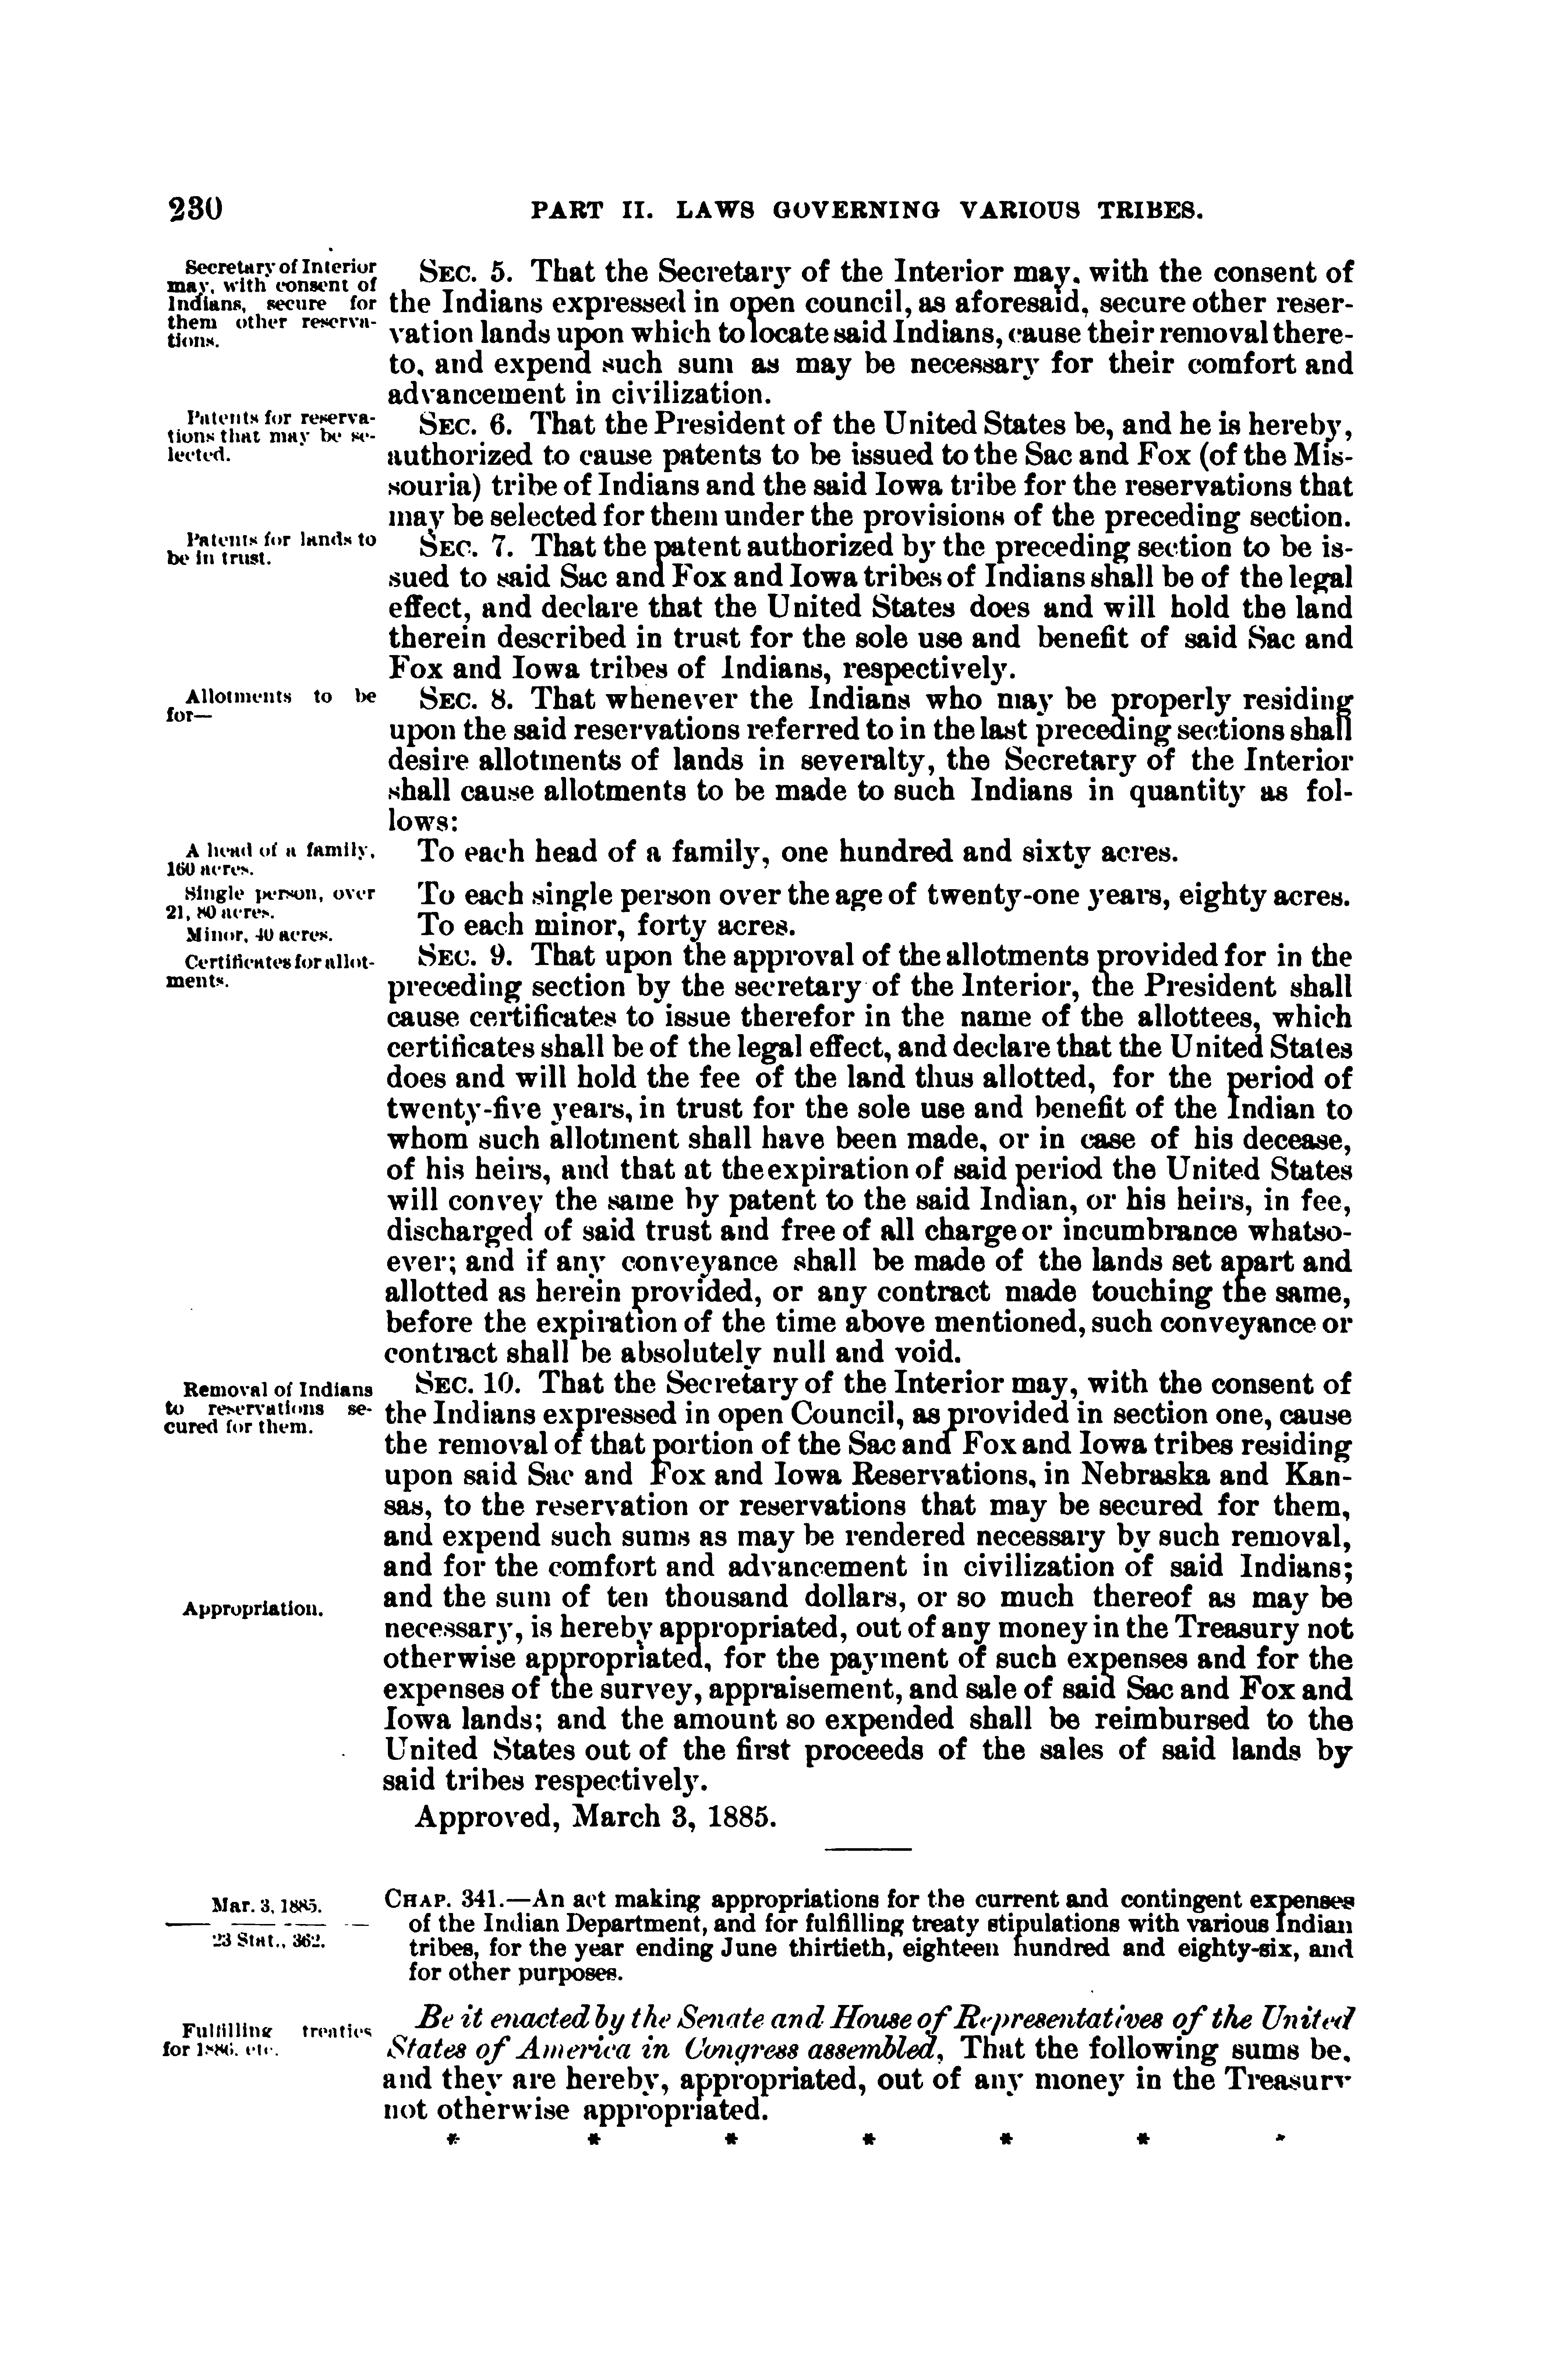 230
PART II. LAWS GOVERNING VARIOUS TRIBES.
Secretary of Interior
may, with consent of
Indians, secure for
them other reserva-
tions.
SEC. 5. That the Secretary of the Interior may, with the consent of
the Indians expressed in open council, as aforesaid, secure other reser-
vation lands upon which to locate said Indians, cause their removal there-
to, and expend such sum as may be necessary for their comfort and
advancement in civilization.
Patents for reserva-
tions that may be se-
lected.
SEC. 6. That the President of the United States be, and he is hereby,
authorized to cause patents to be issued to the Sac and Fox (of the Mis-
souria) tribe of Indians and the said Iowa tribe for the reservations that
may be selected for them under the provisions of the preceding section.
Patents for lands to
be in trust.
SEC. 7. That the patent authorized by the preceding section to be is-
sued to said Sac and Fox and Iowa tribes of Indians shall be of the legal
effect, and declare that the United States does and will hold the land
therein described in trust for the sole use and benefit of said Sac and
Fox and Iowa tribes of Indians, respectively.
Allotments to be
for—
SEC. 8. That whenever the Indians who may be properly residing
upon the said reservations referred to in the last preceding sections shall
desire allotments of lands in severalty, the Secretary of the Interior
shall cause allotments to be made to such Indians in quantity as fol-
lows:
A head of a family,
160 acres.
To each head of a family, one hundred and sixty acres.
Single person, over
21, 80 acres.
To each single person over the age of twenty-one years, eighty acres.
Minor, 40 acres.
To each minor, forty acres.
Certificates for allot-
ments.
SEC. 9. That upon the approval of the allotments provided for in the
preceding section by the secretary of the Interior, the President shall
cause certificates to issue therefor in the name of the allottees, which
certificates shall be of the legal effect, and declare that the United States
does and will hold the fee of the land thus allotted, for the period of
twenty-five years, in trust for the sole use and benefit of the Indian to
whom such allotment shall have been made, or in case of his decease,
of his heirs, and that at the expiration of said period the United States
will convey the same by patent to the said Indian, or his heirs, in fee,
discharged of said trust and free of all charge or incumbrance whatso-
ever; and if any conveyance shall be made of the lands set apart and
allotted as herein provided, or any contract made touching the same,
before the expiration of the time above mentioned, such conveyance or
contract shall be absolutely null and void.
Removal of Indians
to reservations se-
cured for them.
SEC. 10. That the Secretary of the Interior may, with the consent of
the Indians expressed in open Council, as provided in section one, cause
the removal of that portion of the Sac and Fox and Iowa tribes residing
upon said Sac and Fox and Iowa Reservations, in Nebraska and Kan-
sas, to the reservation or reservations that may be secured for them,
and expend such sums as may be rendered necessary by such removal,
and for the comfort and advancement in civilization of said Indians;
Appropriation.
and the sum of ten thousand dollars, or so much thereof as may be
necessary, is hereby appropriated, out of any money in the Treasury not
otherwise appropriated, for the payment of such expenses and for the
expenses of the survey, appraisement, and sale of said Sac and Fox and
Iowa lands; and the amount so expended shall be reimbursed to the
United States out of the first proceeds of the sales of said lands by
said tribes respectively.
Approved, March 3, 1885.
Mar. 3, 1885.
23 Stat., 362.
CHAP. 341.—An act making appropriations for the current and contingent expenses
of the Indian Department, and for fulfilling treaty stipulations with various Indian
tribes, for the year ending June thirtieth, eighteen hundred and eighty-six, and
for other purposes.
Fulfilling treaties
for 1886, etc.
Be it enacted by the Senate and House of Representatives of the United
States of America in Congress assembled, That the following sums be,
and they are hereby, appropriated, out of any money in the Treasury
not otherwise appropriated.
* * * * * * *